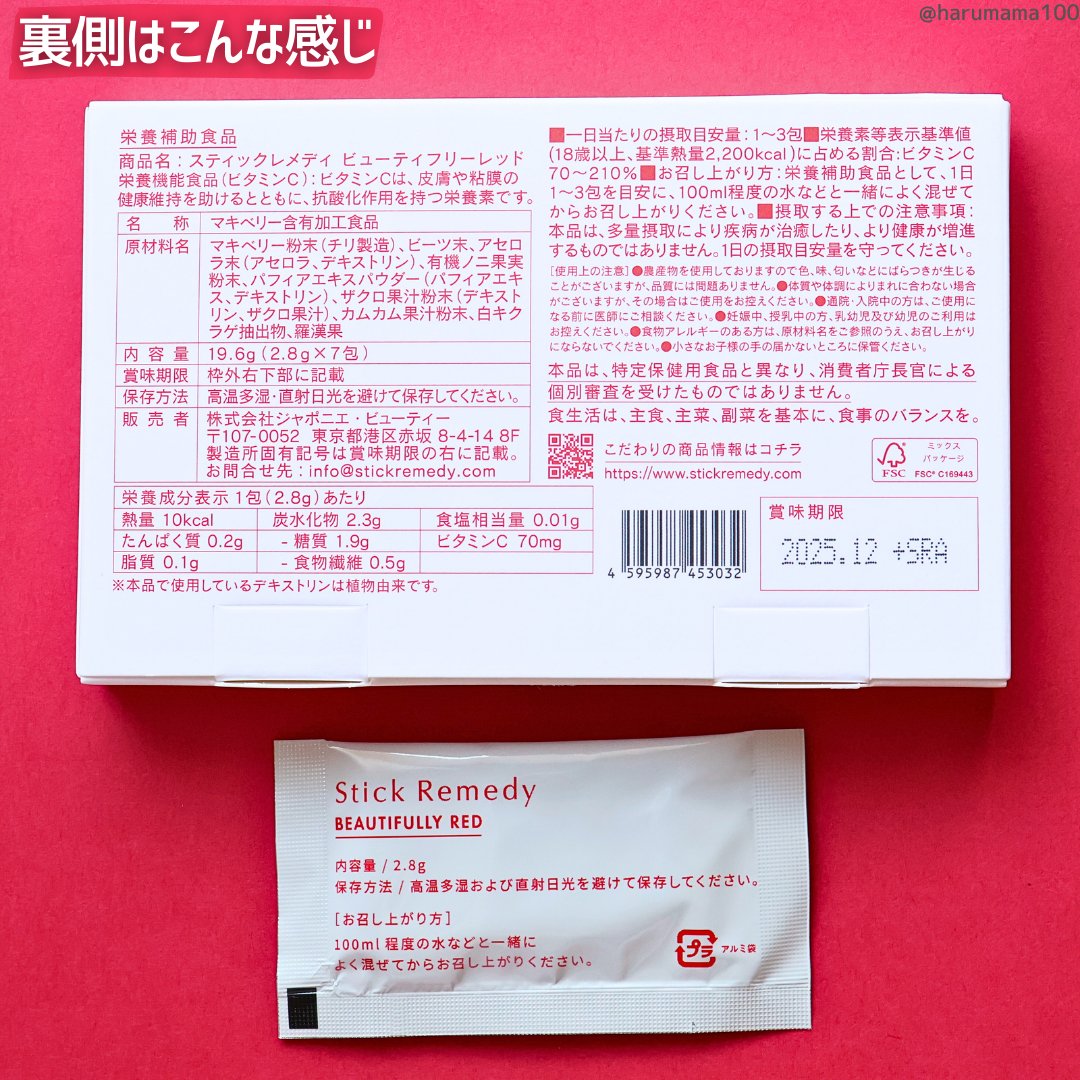 裏側はこんな感じ
@harumama100
栄養補助食品
商品名：スティックレメディ ビューティフリーレッド
栄養機能食品(ビタミンC)：ビタミンCは、皮膚や粘膜の
健康維持を助けるとともに、抗酸化作用を持つ栄養素です。
名　称 マキベリー含有加工食品
原材料名 マキベリー粉末(チリ製造)、ビーツ末、アセロ
ラ末(アセロラ、デキストリン)、有機ノニ果実
粉末、パフィアエキスパウダー(パフィアエキ
ス、デキストリン)、ザクロ果汁粉末(デキスト
リン、ザクロ果汁)、カムカム果汁粉末、白キク
ラゲ抽出物、羅漢果
内 容 量 19.6g(2.8g×7包)
賞味期限 枠外右下部に記載
保存方法 高温多湿・直射日光を避けて保存してください。
販 売 者 株式会社ジャポニエ・ビューティー
〒107-0052 東京都港区赤坂 8-4-14 8F
製造所固有記号は賞味期限の右に記載。
お問合せ先：info@stickremedy.com
栄養成分表示 1包(2.8g)あたり
熱量 10kcal 炭水化物 2.3g 食塩相当量 0.01g
たんぱく質 0.2g - 糖質 1.9g ビタミンC 70mg
脂質 0.1g - 食物繊維 0.5g
※本品で使用しているデキストリンは植物由来です。
■一日当たりの摂取目安量：1〜3包■栄養素等表示基準値
(18歳以上、基準熱量2,200kcal)に占める割合：ビタミンC
70〜210%■お召し上がり方：栄養補助食品として、1日
1〜3包を目安に、100ml程度の水などと一緒によく混ぜて
からお召し上がりください。■摂取する上での注意事項：
本品は、多量摂取により疾病が治癒したり、より健康が増進
するものではありません。1日の摂取目安量を守ってください。
[使用上の注意] ●農産物を使用しておりますので色、味、匂いなどにばらつきが生じる
ことがございますが、品質には問題ありません。●体質や体調によりまれに合わない場合
がございますが、その場合はご使用をお控えください。●通院・入院中の方は、ご使用に
なる前に医師にご相談ください。●妊娠中、授乳中の方、乳幼児及び幼児のご利用は
お控えください。●食物アレルギーのある方は、原材料名をご参照のうえ、お召し上がり
にならないでください。●小さなお子様の手の届かないところに保管ください。
本品は、特定保健用食品と異なり、消費者庁長官による
個別審査を受けたものではありません。
食生活は、主食、主菜、副菜を基本に、食事のバランスを。
こだわりの商品情報はコチラ
https://www.stickremedy.com
FSC
ミックス
パッケージ
FSC® C169443
4 595987 453032
賞味期限
2025.12 +SRA
Stick Remedy
BEAUTIFULLY RED
内容量 / 2.8g
保存方法 / 高温多湿および直射日光を避けて保存してください。
[お召し上がり方]
100ml 程度の水などと一緒に
よく混ぜてからお召し上がりください。
プラ アルミ袋